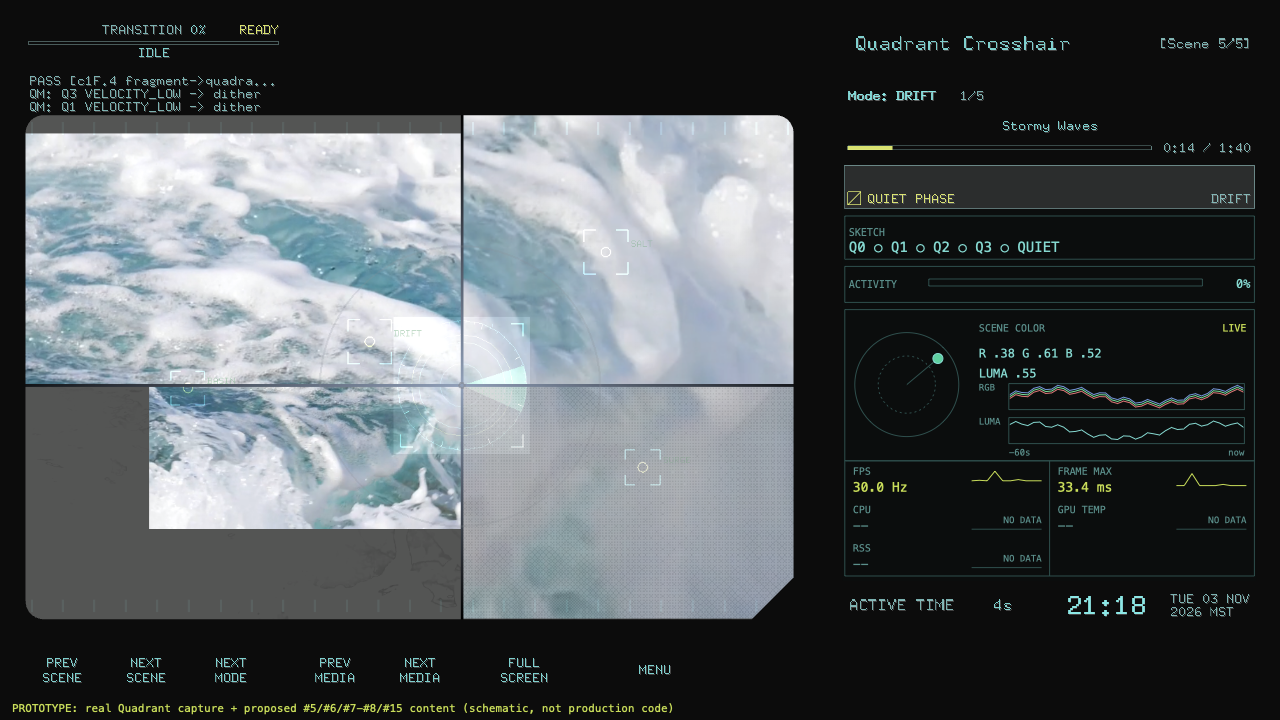 TRANSITION 0% READY
IDLE
PASS [c1F.4 fragment->quadra...
QM: Q3 VELOCITY_LOW -> dither
QM: Q1 VELOCITY_LOW -> dither
Quadrant Crosshair
[Scene 5/5]
Mode: DRIFT 1/5
Stormy Waves
0:14 / 1:40
QUIET PHASE
DRIFT
SKETCH
Q0 ○ Q1 ○ Q2 ○ Q3 ○ QUIET
ACTIVITY
0%
SCENE COLOR
LIVE
R .38 G .61 B .52
LUMA .55
RGB
LUMA
−60s
now
FPS
30.0 Hz
FRAME MAX
33.4 ms
CPU
——
NO DATA
GPU TEMP
——
NO DATA
RSS
——
NO DATA
ACTIVE TIME 4s
21:18
TUE 03 NOV
2026 MST
SALT
DRIFT
PREV
SCENE
NEXT
SCENE
NEXT
MODE
PREV
MEDIA
NEXT
MEDIA
FULL
SCREEN
MENU
PROTOTYPE: real Quadrant capture + proposed #5/#6/#7–#8/#15 content (schematic, not production code)